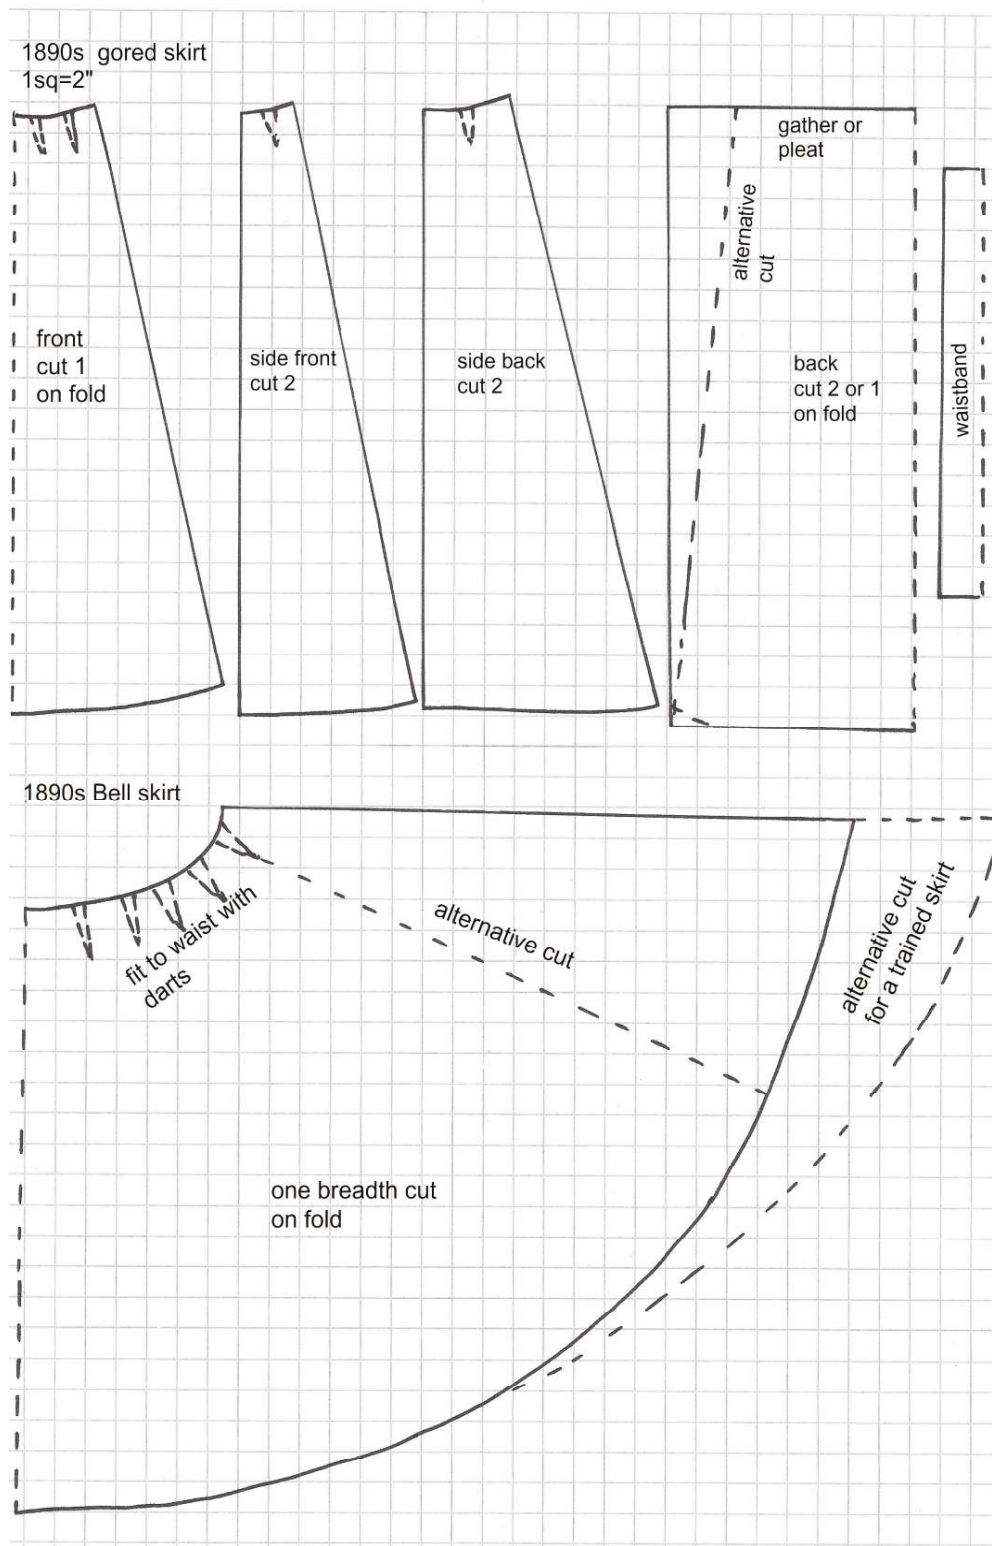 1890s gored skirt
1sq=2"
front
cut 1
on fold
side front
cut 2
side back
cut 2
gather or
pleat
alternative
cut
back
cut 2 or 1
on fold
waistband
1890s Bell skirt
fit to waist with
darts
alternative cut
alternative cut
for a trained skirt
one breadth cut
on fold